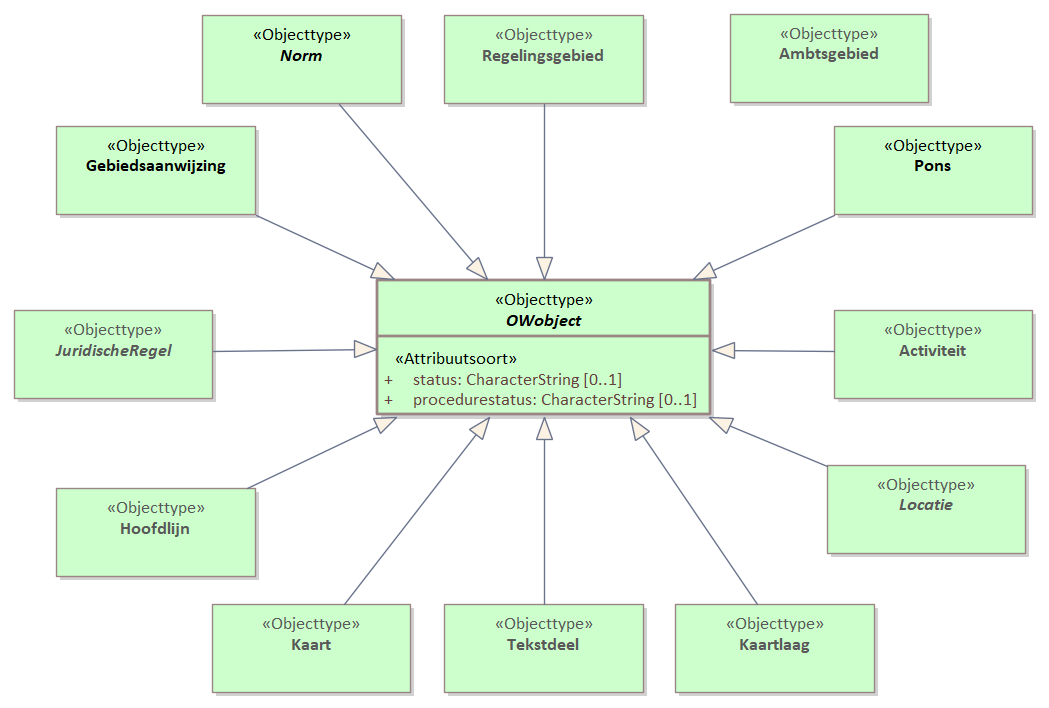 «Objecttype»
Norm
«Objecttype»
Regelingsgebied
«Objecttype»
Ambtsgebied
«Objecttype»
Gebiedsaanwijzing
«Objecttype»
Pons
«Objecttype»
OWobject
«Attribuutsoort»
+ status: CharacterString [0..1]
+ procedurestatus: CharacterString [0..1]
«Objecttype»
JuridischeRegel
«Objecttype»
Activiteit
«Objecttype»
Hoofdlijn
«Objecttype»
Locatie
«Objecttype»
Kaart
«Objecttype»
Tekstdeel
«Objecttype»
Kaartlaag